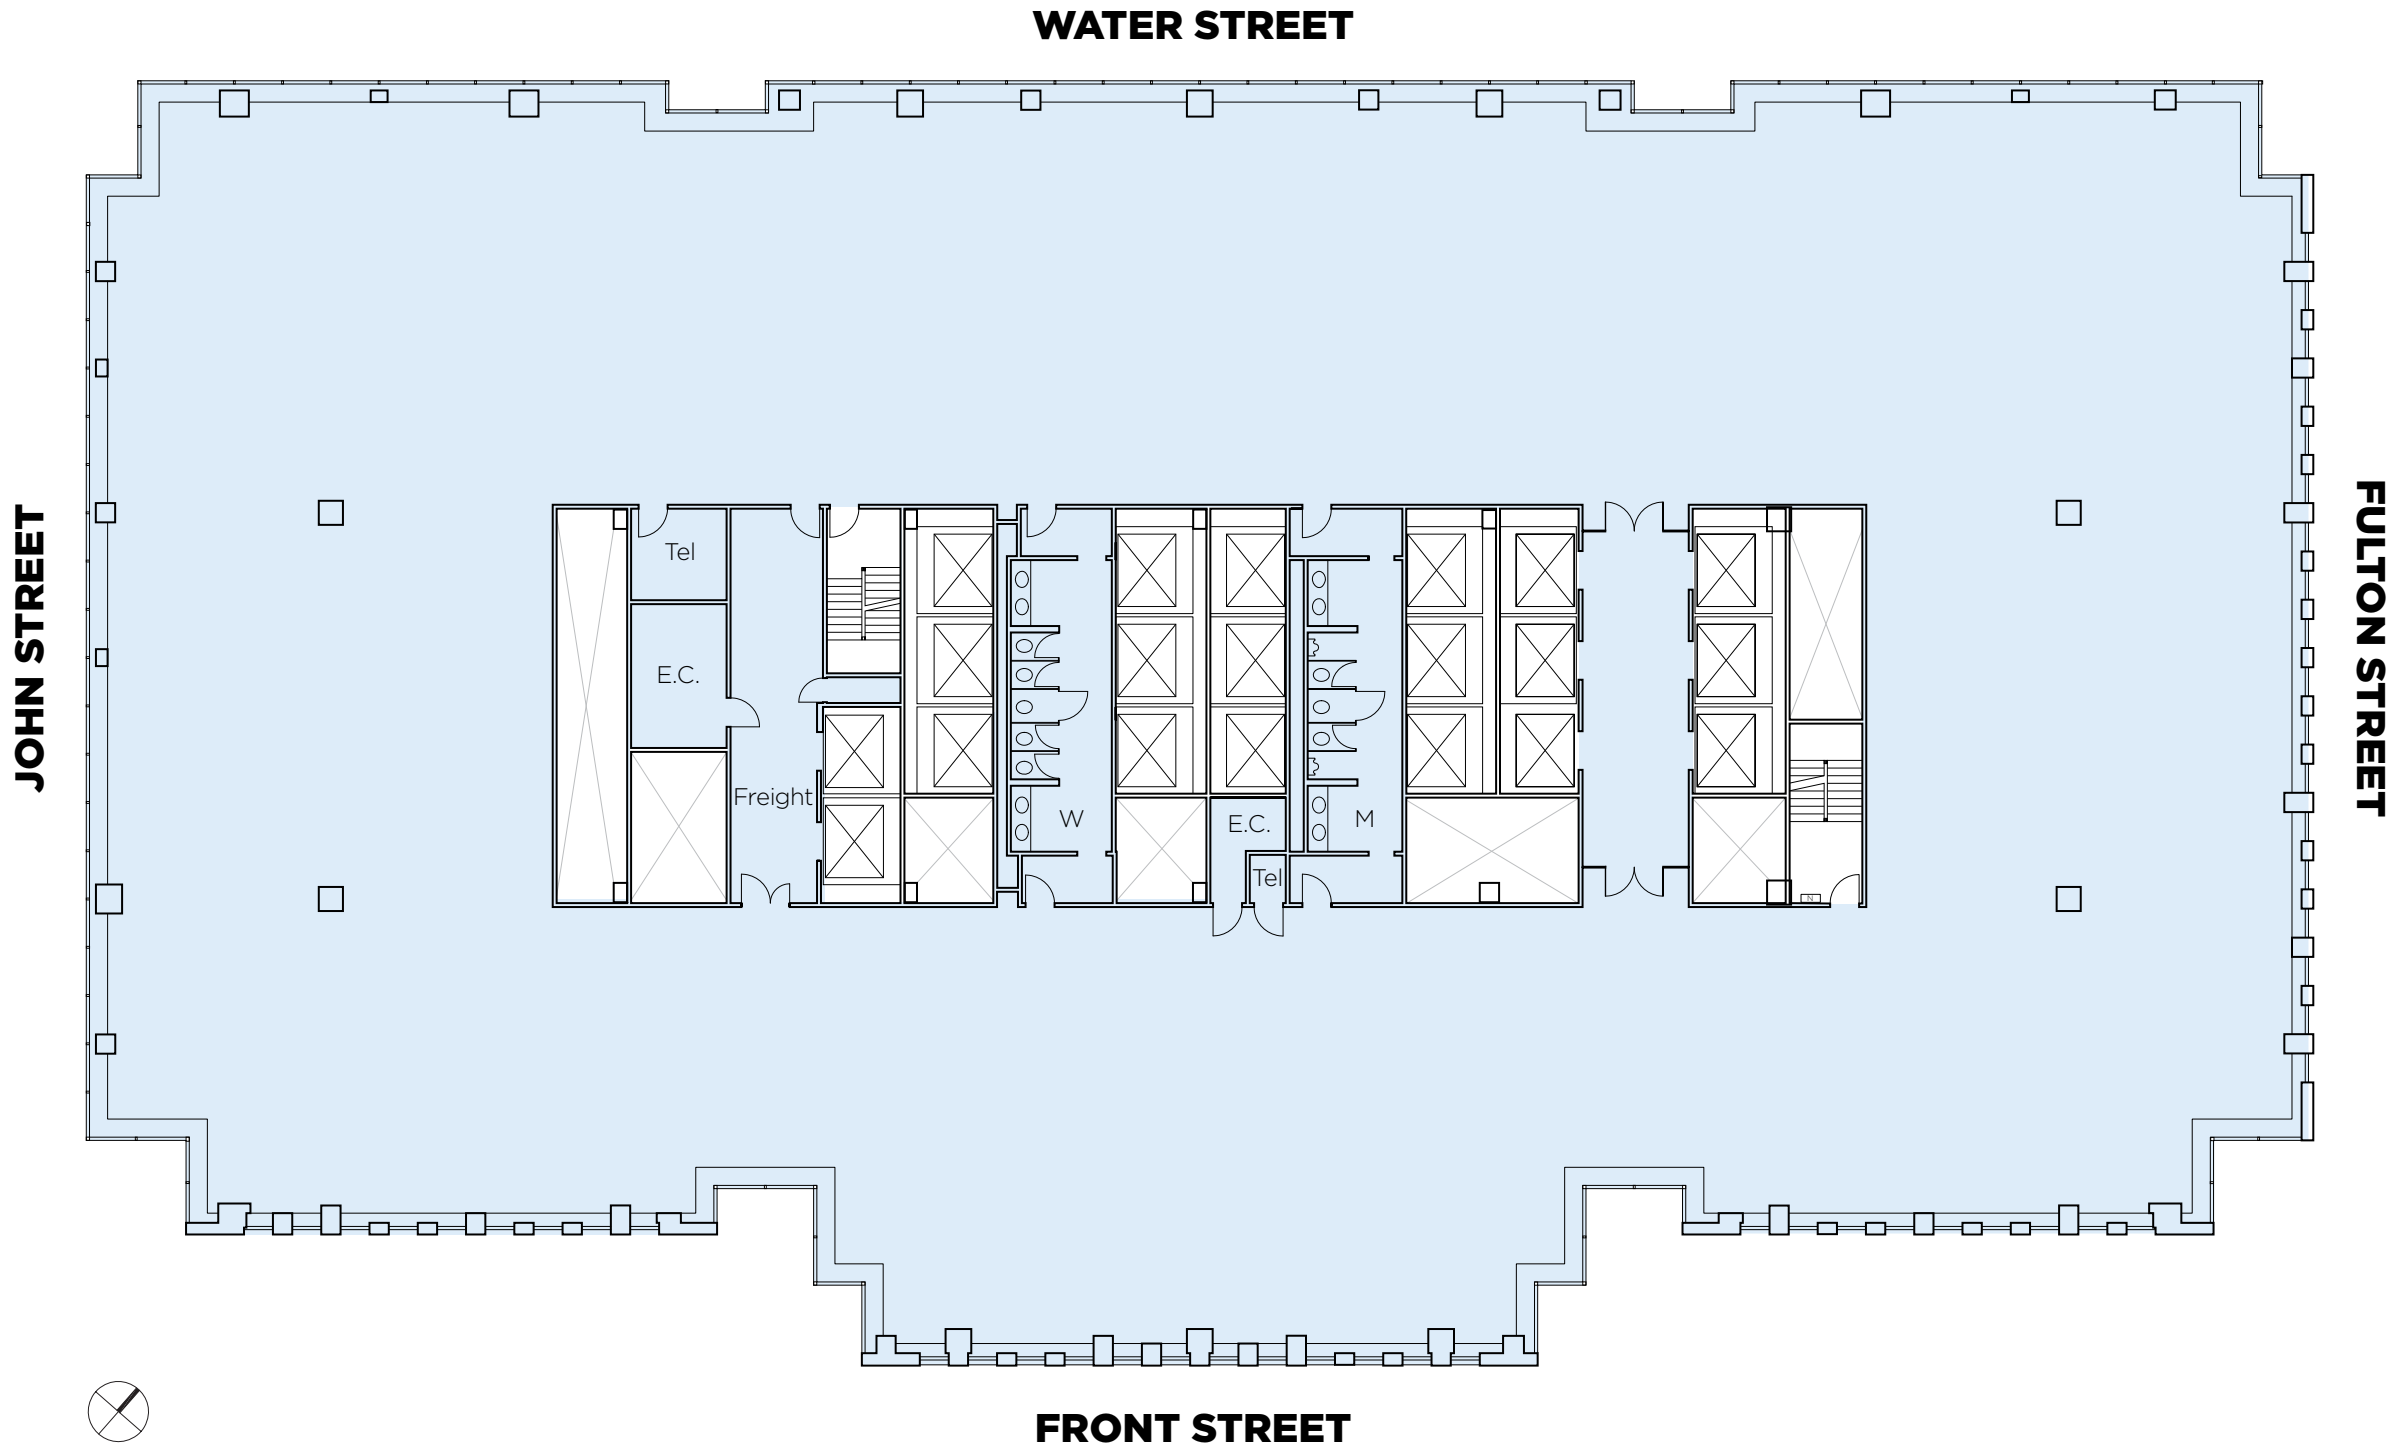 WATER STREET
JOHN STREET
FULTON STREET
Tel
E.C.
Freight
W
E.C.
M
Tel
N
FRONT STREET